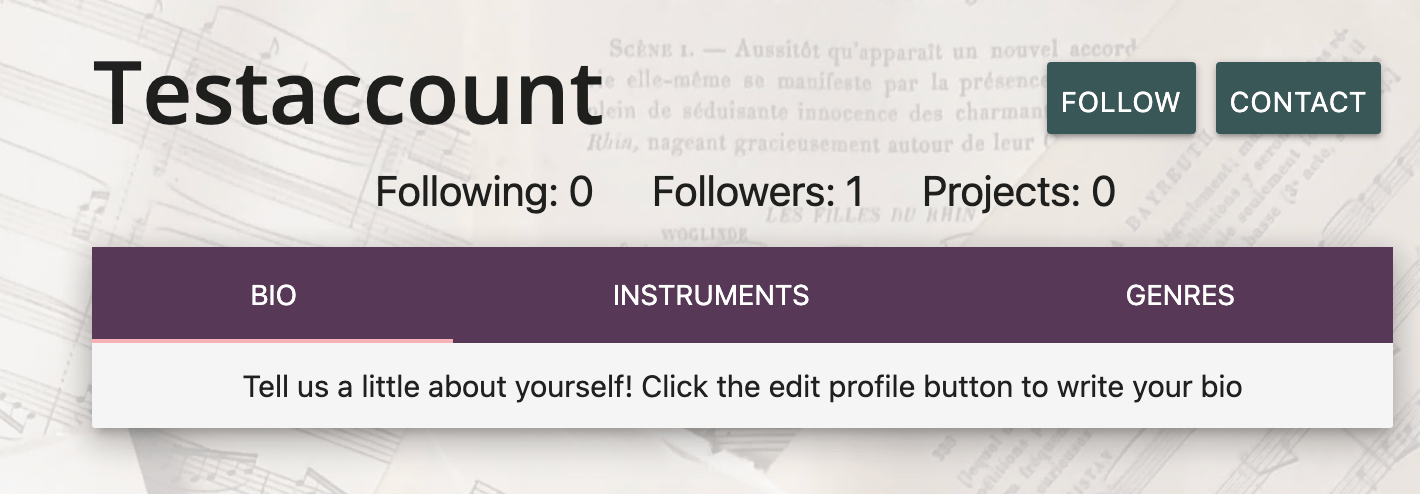 SCÈNE I. — Aussitôt qu'apparaît un nouvel accord
elle-même se manifeste par la présence
plein de séduisante innocence des charman
Rhin, nageant gracieusement autour de leur
Testaccount
FOLLOW
CONTACT
Following: 0 Followers: 1 Projects: 0
LES FILLES DU RHIN
WOGLINDE
BIO INSTRUMENTS GENRES
Tell us a little about yourself! Click the edit profile button to write your bio